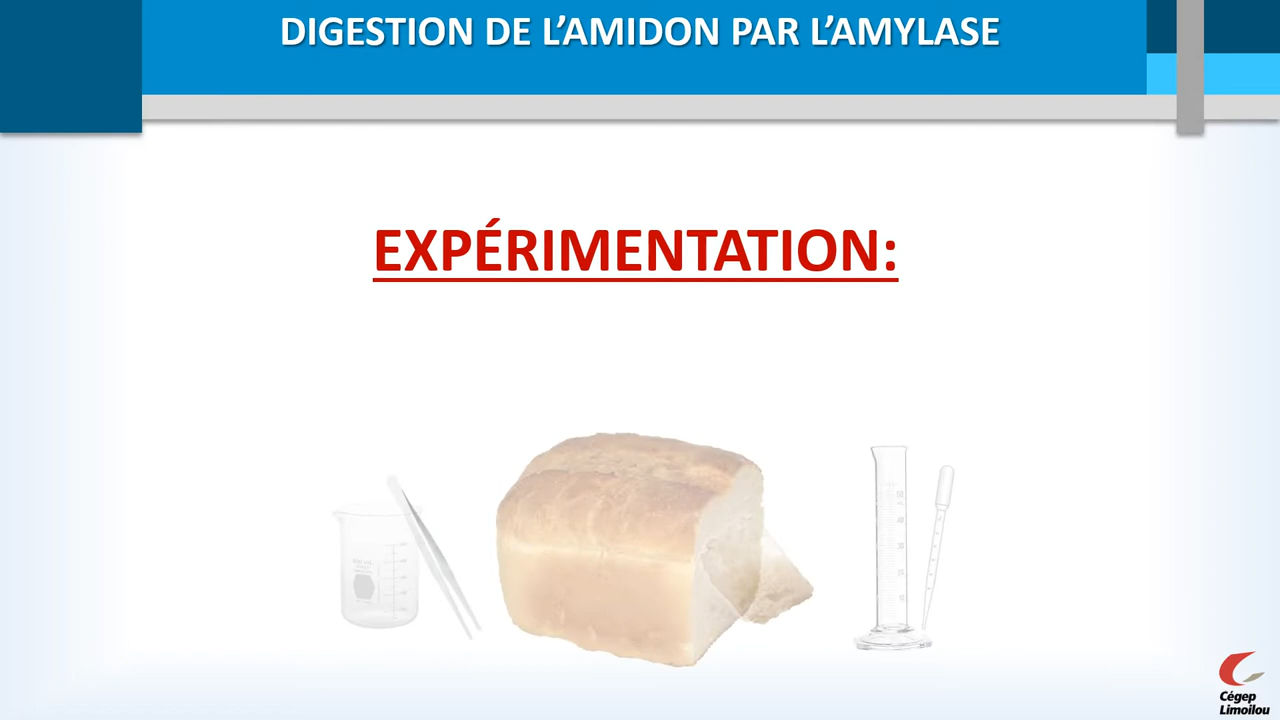 DIGESTION DE L’AMIDON PAR L’AMYLASE
EXPÉRIMENTATION:
Cégep
Limoilou